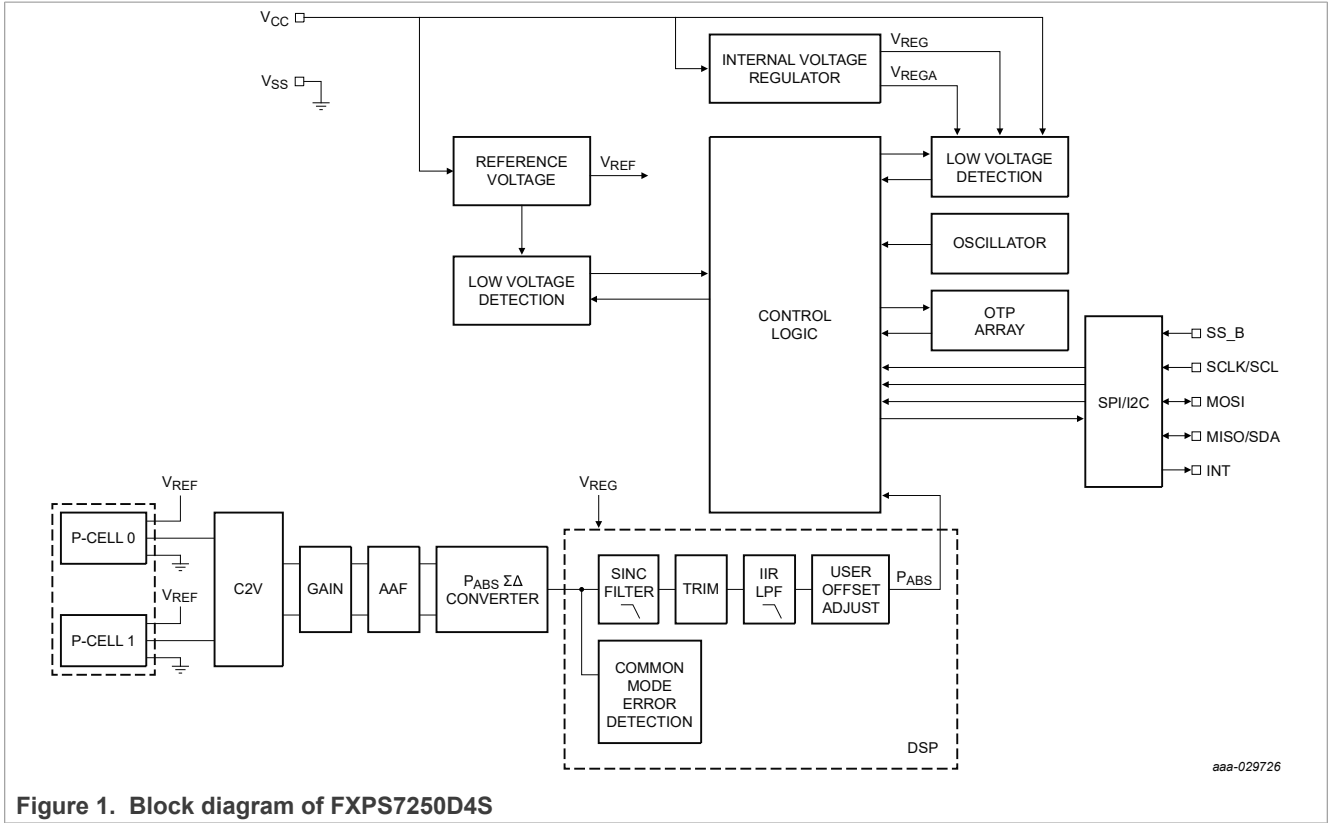 VCC
VSS
INTERNAL VOLTAGE
REGULATOR
VREG
VREGA
REFERENCE
VOLTAGE
VREF
LOW VOLTAGE
DETECTION
LOW VOLTAGE
DETECTION
CONTROL
LOGIC
OSCILLATOR
OTP
ARRAY
SPI/I2C
SS_B
SCLK/SCL
MOSI
MISO/SDA
INT
VREF
P-CELL 0
VREF
P-CELL 1
C2V
GAIN
AAF
PABS ΣΔ
CONVERTER
VREG
SINC
FILTER
TRIM
IIR
LPF
USER
OFFSET
ADJUST
PABS
COMMON
MODE
ERROR
DETECTION
DSP
aaa-029726
Figure 1. Block diagram of FXPS7250D4S